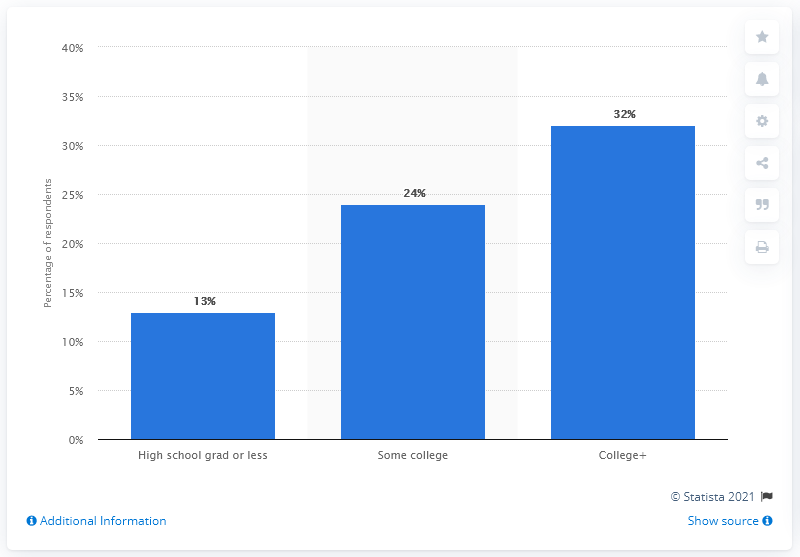 40%
35%
30%
25%
20%
15%
10%
5%
0%
Percentage of respondents
13%
24%
32%
High school grad or less
Some college
College+
© Statista 2021
Additional Information
Show source